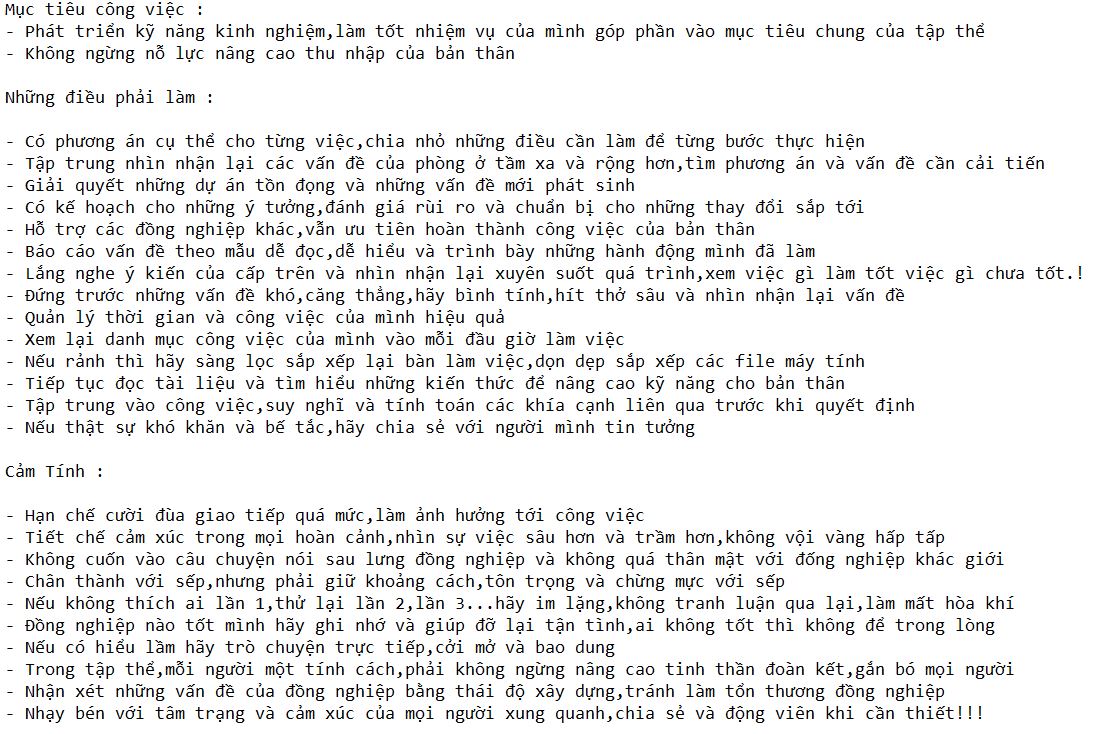 Mục tiêu công việc :
- Phát triển kỹ năng kinh nghiệm,làm tốt nhiệm vụ của mình góp phần vào mục tiêu chung của tập thể
- Không ngừng nỗ lực nâng cao thu nhập của bản thân
Những điều phải làm :
- Có phương án cụ thể cho từng việc,chia nhỏ những điều cần làm để từng bước thực hiện
- Tập trung nhìn nhận lại các vấn đề của phòng ở tầm xa và rộng hơn,tìm phương án và vấn đề cần cải tiến
- Giải quyết những dự án tồn đọng và những vấn đề mới phát sinh
- Có kế hoạch cho những ý tưởng,đánh giá rùi ro và chuẩn bị cho những thay đổi sắp tới
- Hỗ trợ các đồng nghiệp khác,vẫn ưu tiên hoàn thành công việc của bản thân
- Báo cáo vấn đề theo mẫu dễ đọc,dễ hiểu và trình bày những hành động mình đã làm
- Lắng nghe ý kiến của cấp trên và nhìn nhận lại xuyên suốt quá trình,xem việc gì làm tốt việc gì chưa tốt.!
- Đứng trước những vấn đề khó,căng thẳng,hãy bình tính,hít thở sâu và nhìn nhận lại vấn đề
- Quản lý thời gian và công việc của mình hiệu quả
- Xem lại danh mục công việc của mình vào mỗi đầu giờ làm việc
- Nếu rảnh thì hãy sàng lọc sắp xếp lại bàn làm việc,dọn dẹp sắp xếp các file máy tính
- Tiếp tục đọc tài liệu và tìm hiểu những kiến thức để nâng cao kỹ năng cho bản thân
- Tập trung vào công việc,suy nghĩ và tính toán các khía cạnh liên qua trước khi quyết định
- Nếu thật sự khó khăn và bế tắc,hãy chia sẻ với người mình tin tưởng
Cảm Tính :
- Hạn chế cười đùa giao tiếp quá mức,làm ảnh hưởng tới công việc
- Tiết chế cảm xúc trong mọi hoàn cảnh,nhìn sự việc sâu hơn và trầm hơn,không vội vàng hấp tấp
- Không cuốn vào câu chuyện nói sau lưng đồng nghiệp và không quá thân mật với đống nghiệp khác giới
- Chân thành với sếp,nhưng phải giữ khoảng cách,tôn trọng và chừng mực với sếp
- Nếu không thích ai lần 1,thử lại lần 2,lần 3...hãy im lặng,không tranh luận qua lại,làm mất hòa khí
- Đồng nghiệp nào tốt mình hãy ghi nhớ và giúp đỡ lại tận tình,ai không tốt thì không để trong lòng
- Nếu có hiểu lầm hãy trò chuyện trực tiếp,cởi mở và bao dung
- Trong tập thể,mỗi người một tính cách,phải không ngừng nâng cao tinh thần đoàn kết,gắn bó mọi người
- Nhận xét những vấn đề của đồng nghiệp bằng thái độ xây dựng,tránh làm tổn thương đồng nghiệp
- Nhạy bén với tâm trạng và cảm xúc của mọi người xung quanh,chia sẻ và động viên khi cần thiết!!!